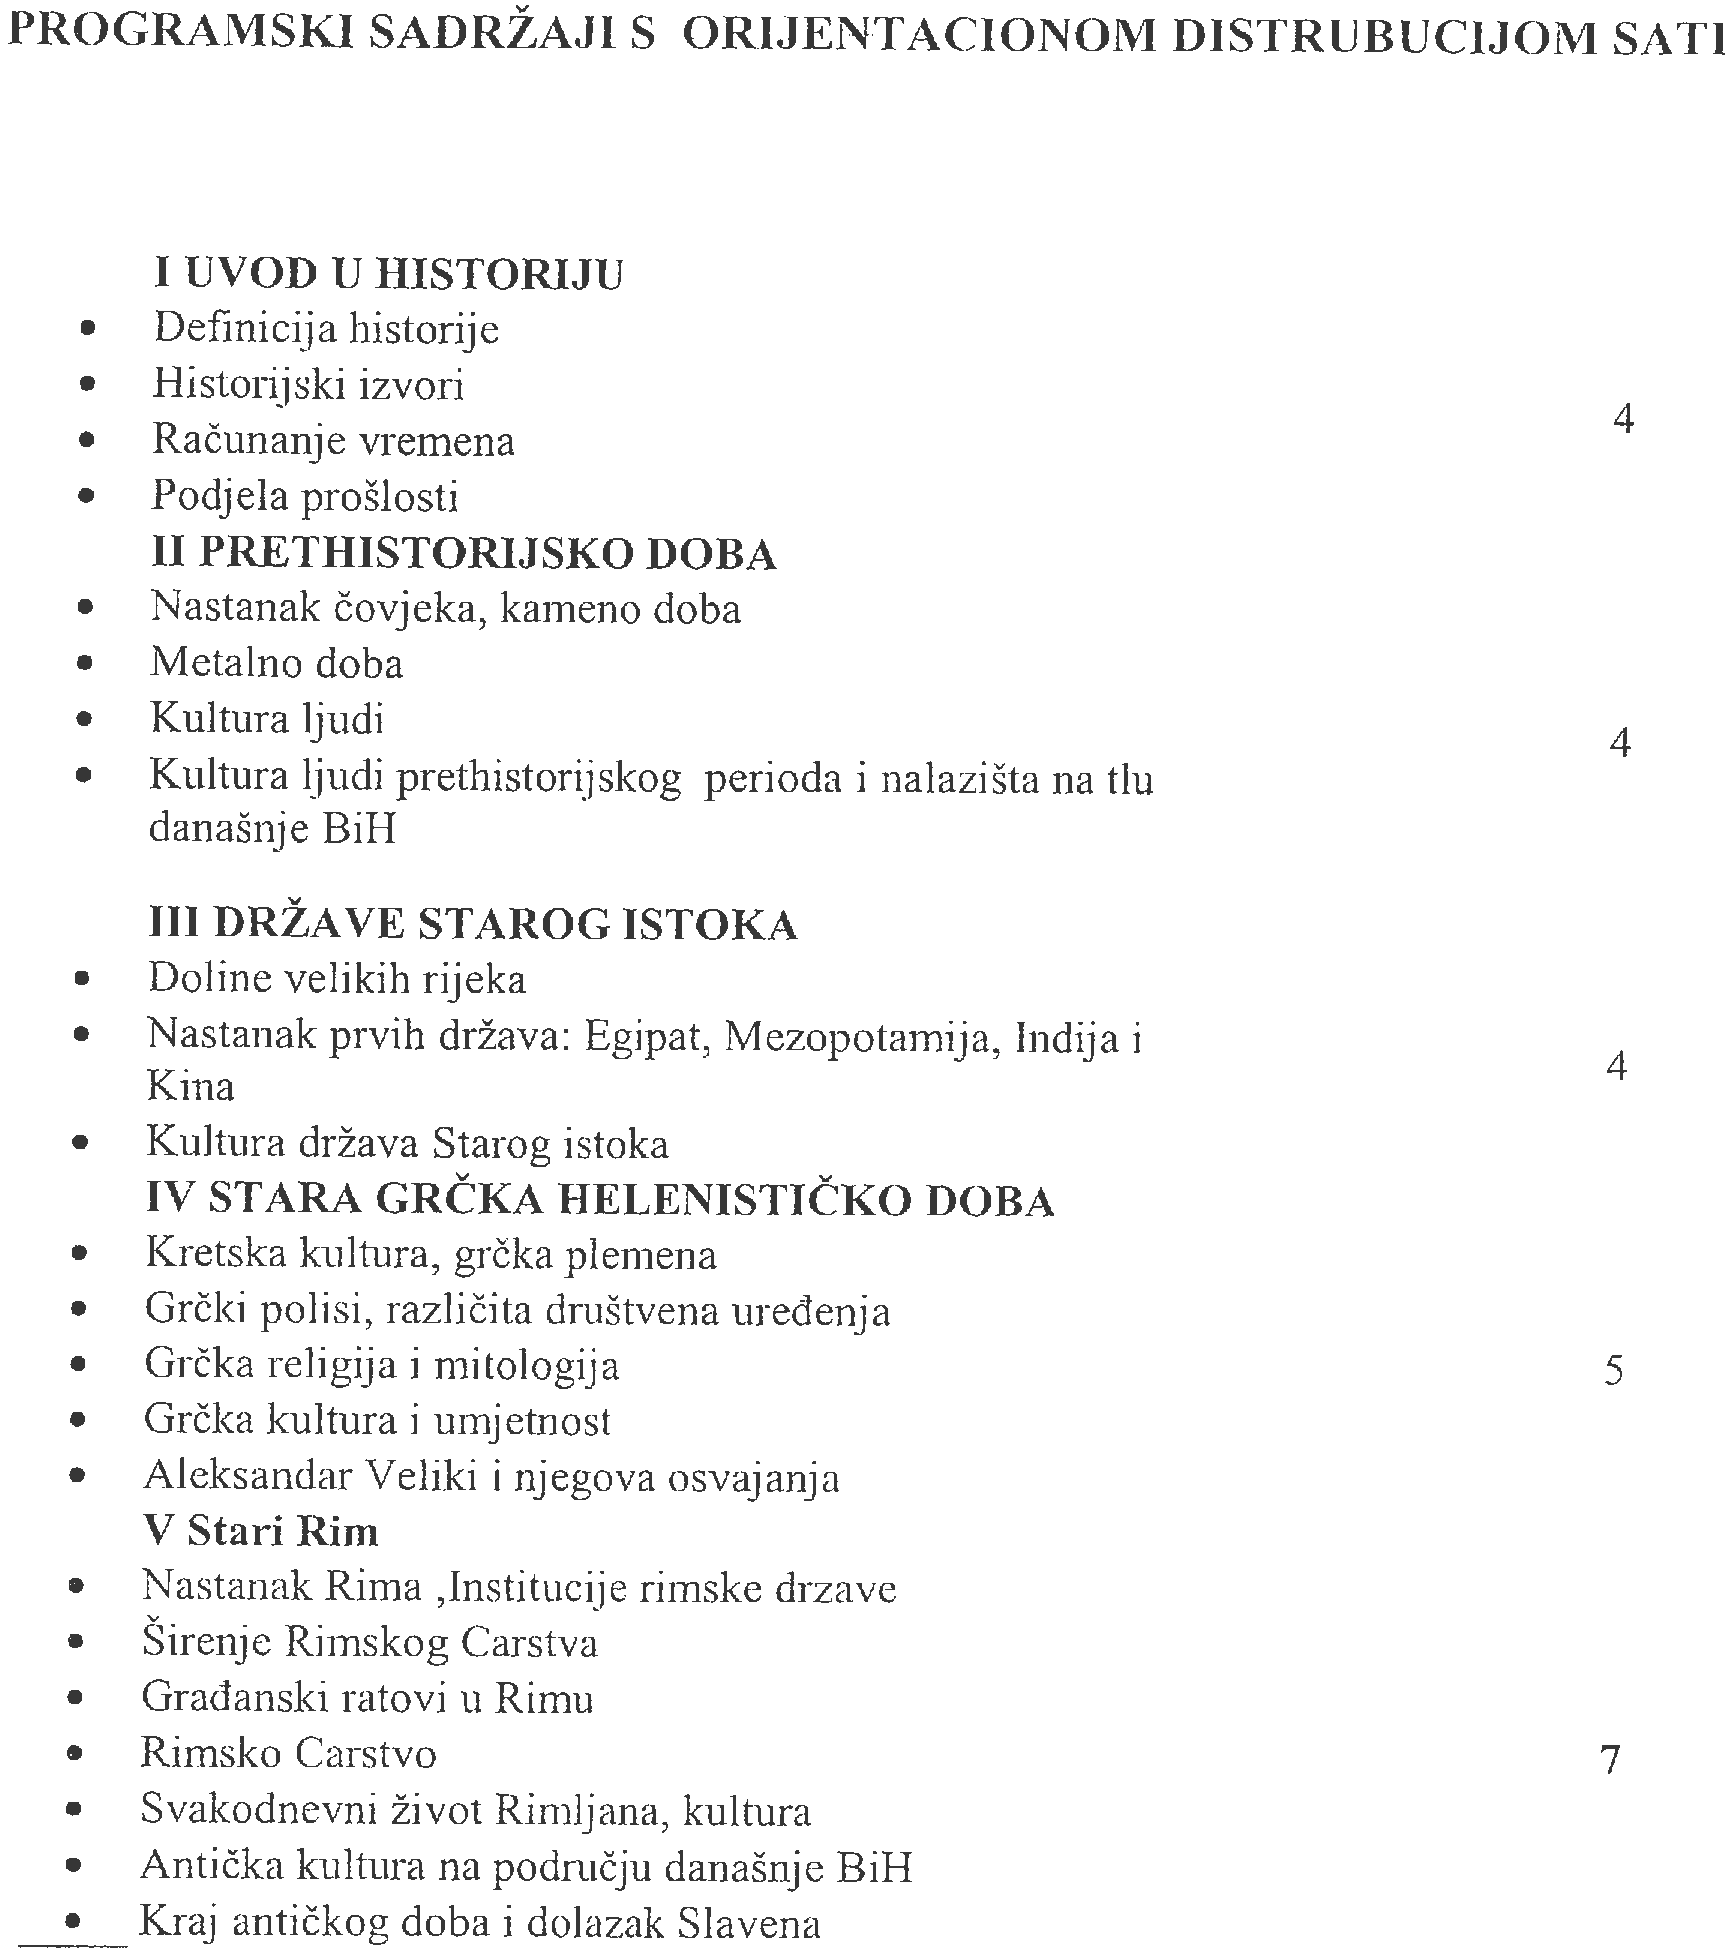 PROGRAMSKI SADRŽAJI S ORIJENTACIONOM DISTRUBUCIJOM SATI
I UVOD U HISTORIJU
• Definicija historije
• Historijski izvori
4
• Računanje vremena
• Podjela prošlosti
II PRETHISTORIJSKO DOBA
• Nastanak čovjeka, kameno doba
• Metalno doba
• Kultura ljudi
4
• Kultura ljudi prethistorijskog perioda i nalazišta na tlu
današnje BiH
III DRŽAVE STAROG ISTOKA
• Doline velikih rijeka
• Nastanak prvih država: Egipat, Mezopotamija, Indija i
4
Kina
• Kultura država Starog istoka
IV STARA GRČKA HELENISTIČKO DOBA
• Kretska kultura, grčka plemena
• Grčki polisi, različita društvena uređenja
• Grčka religija i mitologija
5
• Grčka kultura i umjetnost
• Aleksandar Veliki i njegova osvajanja
V Stari Rim
• Nastanak Rima ,Institucije rimske drzave
• Širenje Rimskog Carstva
• Građanski ratovi u Rimu
• Rimsko Carstvo
7
• Svakodnevni život Rimljana, kultura
• Antička kultura na području današnje BiH
• Kraj antičkog doba i dolazak Slavena